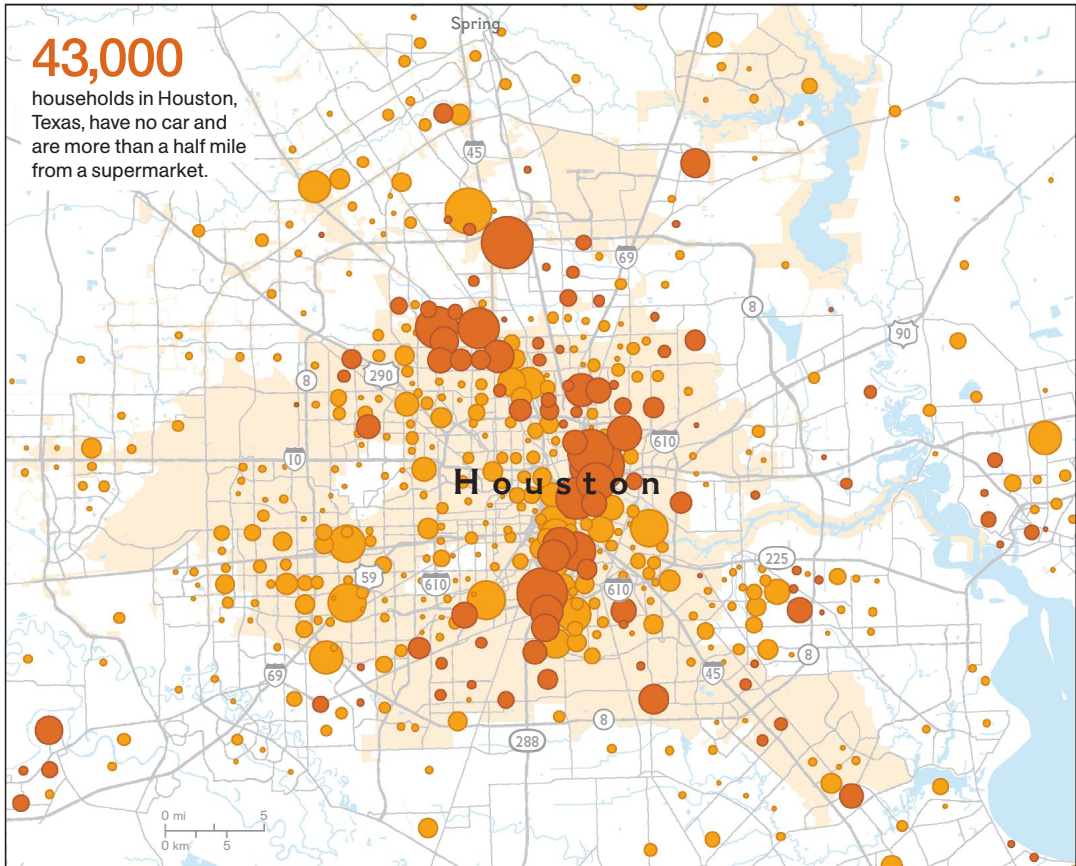 Spring
43,000
households in Houston,
Texas, have no car and
are more than a half mile
from a supermarket.
45
69
8
90
290
8
610
10
Houston
225
59
610
610
8
69
45
8
288
0 mi 5
0 km 5